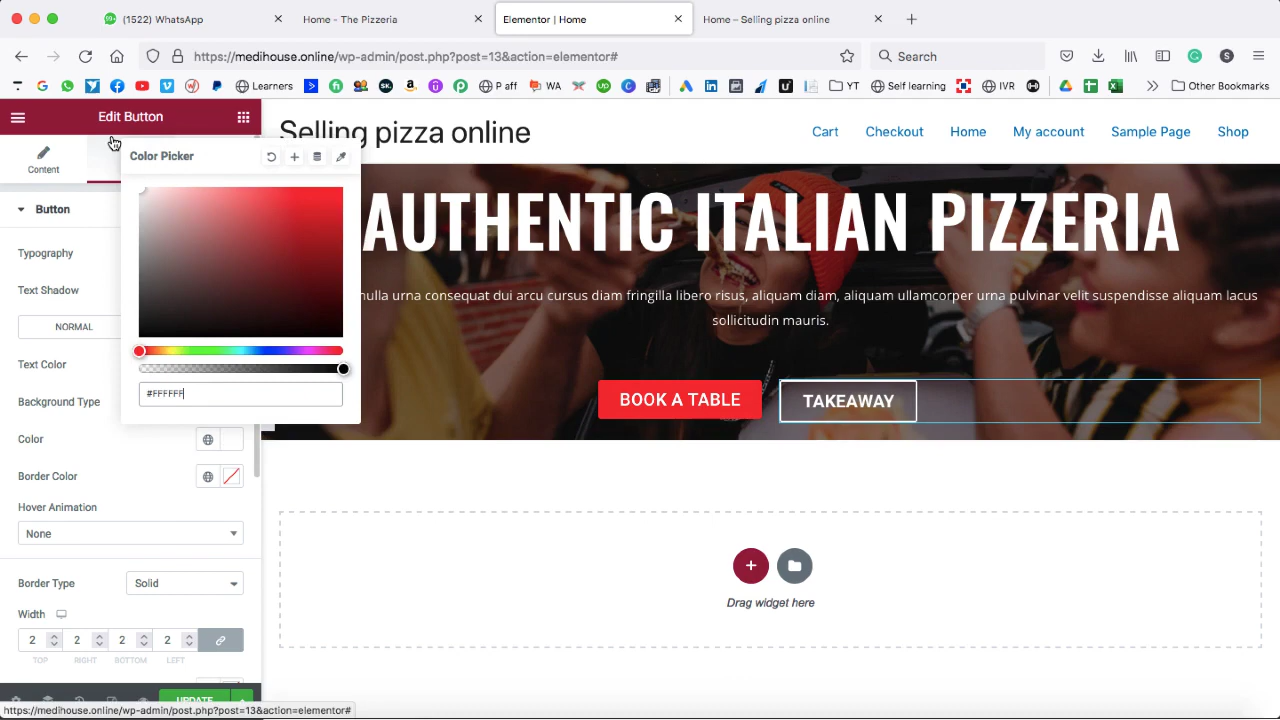 (1522) WhatsApp
Home - The Pizzeria
Elementor | Home
Home – Selling pizza online
https://medihouse.online/wp-admin/post.php?post=13&action=elementor#
Search
Learners
P aff
WA
YT
Self learning
IVR
Other Bookmarks
Edit Button
Content
Color Picker
#FFFFFF
Button
Typography
Text Shadow
NORMAL
Text Color
Background Type
Color
Border Color
Hover Animation
None
Border Type
Solid
Width
2 2 2 2
TOP RIGHT BOTTOM LEFT
UPDATE
https://medihouse.online/wp-admin/post.php?post=13&action=elementor#
Selling pizza online
Cart Checkout Home My account Sample Page Shop
AUTHENTIC ITALIAN PIZZERIA
nulla urna consequat dui arcu cursus diam fringilla libero risus, aliquam diam, aliquam ullamcorper urna pulvinar velit suspendisse aliquam lacus
sollicitudin mauris.
BOOK A TABLE
TAKEAWAY
Drag widget here